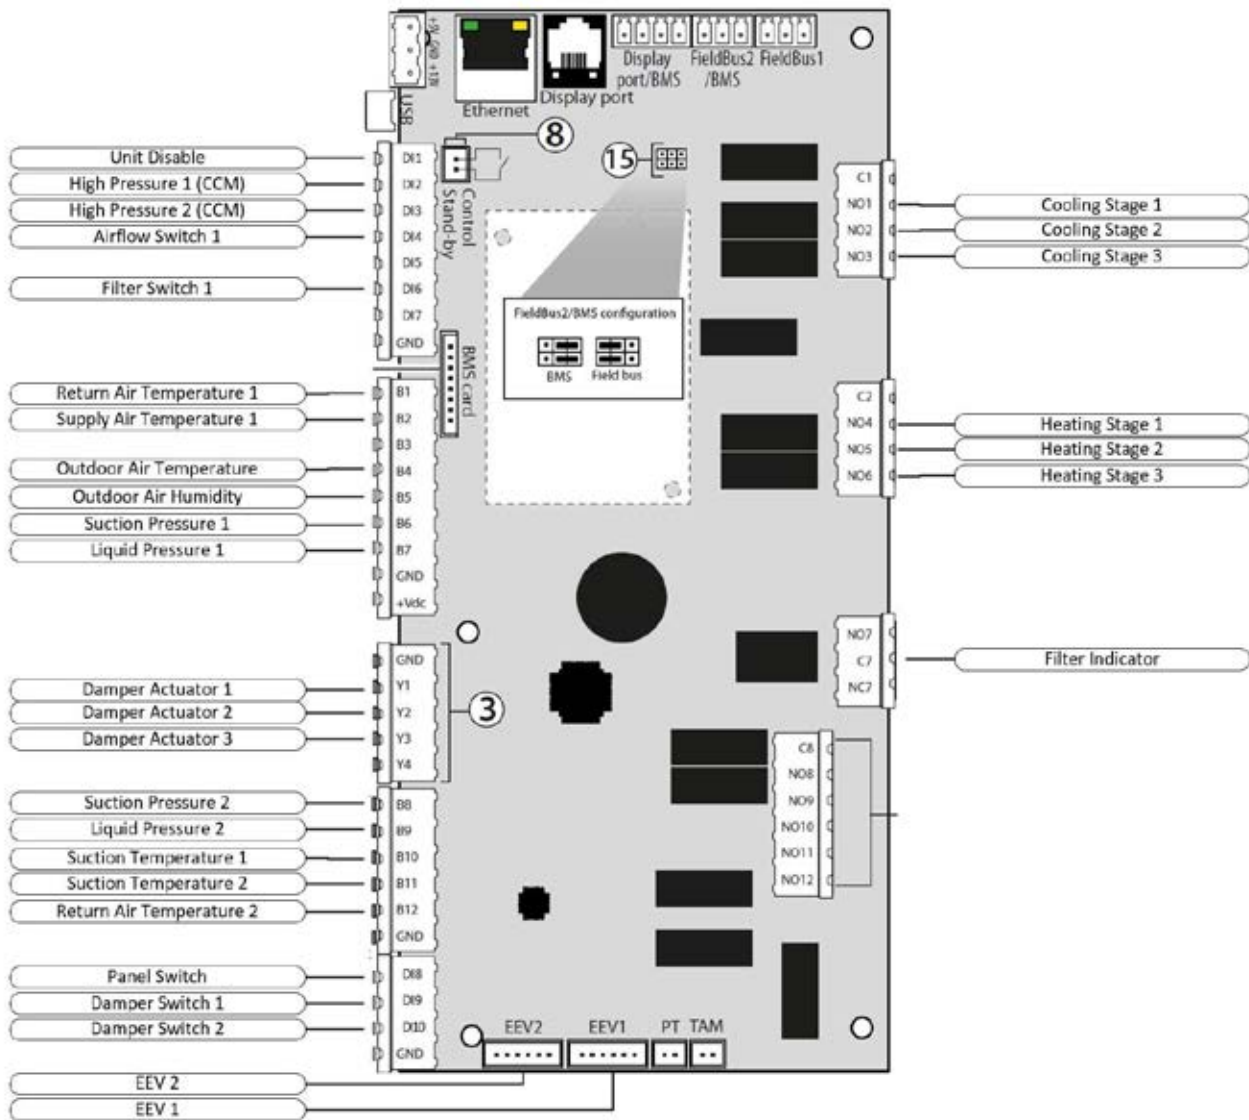 +5V GND +12V
USB
Ethernet
Display port
Display
port/BMS
FieldBus2
/BMS
FieldBus1
8
15
Control
Stand-by
BMS card
FieldBus2/BMS configuration
BMS Field bus
Unit Disable DI1
High Pressure 1 (CCM) DI2
High Pressure 2 (CCM) DI3
Airflow Switch 1 DI4
DI5
Filter Switch 1 DI6
DI7
GND
Return Air Temperature 1 B1
Supply Air Temperature 1 B2
B3
Outdoor Air Temperature B4
Outdoor Air Humidity B5
Suction Pressure 1 B6
Liquid Pressure 1 B7
GND
+Vdc
GND
Damper Actuator 1 Y1
Damper Actuator 2 Y2
Damper Actuator 3 Y3
Y4
3
Suction Pressure 2 B8
Liquid Pressure 2 B9
Suction Temperature 1 B10
Suction Temperature 2 B11
Return Air Temperature 2 B12
GND
Panel Switch DI8
Damper Switch 1 DI9
Damper Switch 2 DI10
GND
EEV2 EEV1 PT TAM
EEV 2
EEV 1
C1
NO1 Cooling Stage 1
NO2 Cooling Stage 2
NO3 Cooling Stage 3
C2
NO4 Heating Stage 1
NO5 Heating Stage 2
NO6 Heating Stage 3
NO7
C7 Filter Indicator
NC7
C8
NO8
NO9
NO10
NO11
NO12